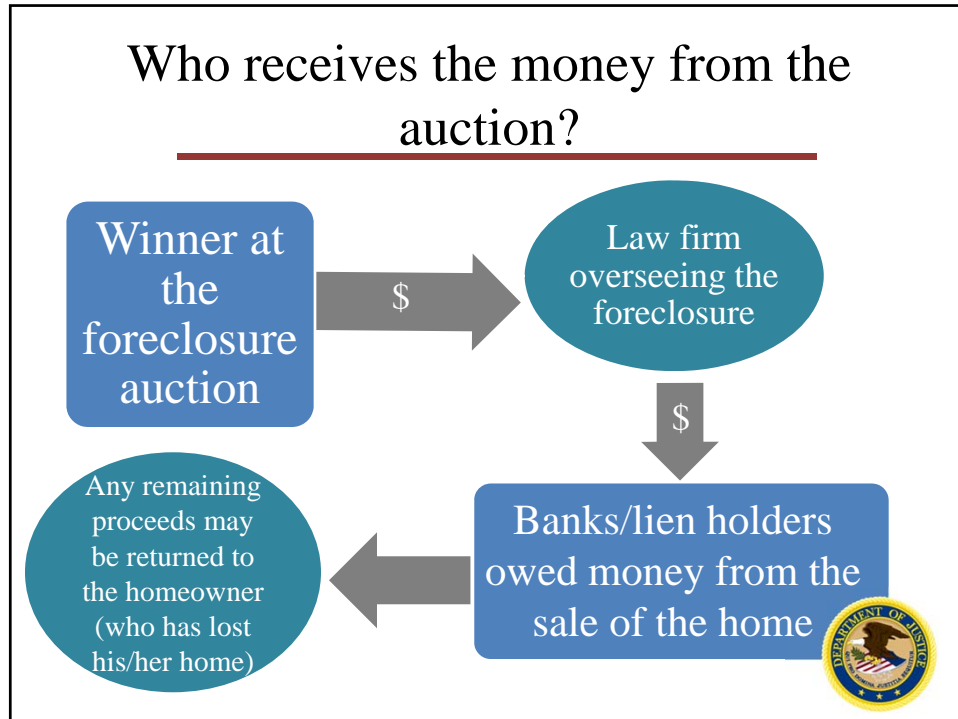 Who receives the money from the
auction?
Winner at
the
foreclosure
auction
$
Law firm
overseeing the
foreclosure
$
Banks/lien holders
owed money from the
sale of the home
Any remaining
proceeds may
be returned to
the homeowner
(who has lost
his/her home)
DEPARTMENT OF JUSTICE